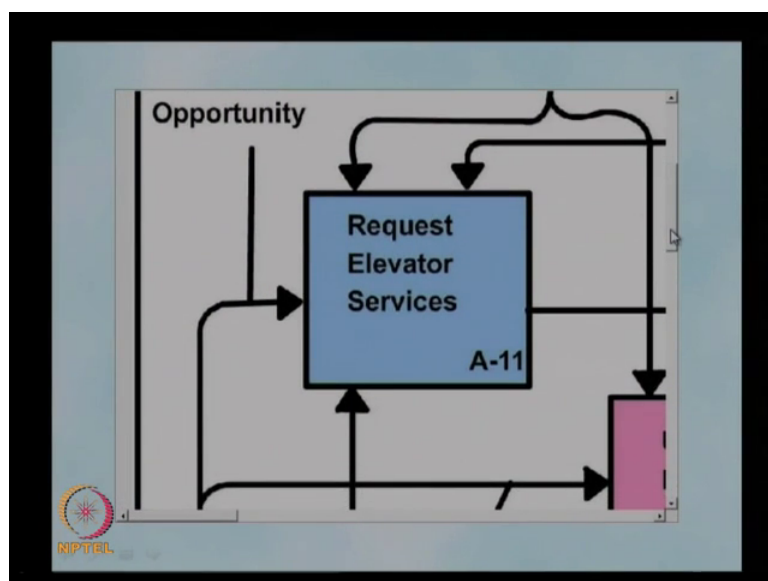 Opportunity
Request
Elevator
Services
A-11
NPTEL